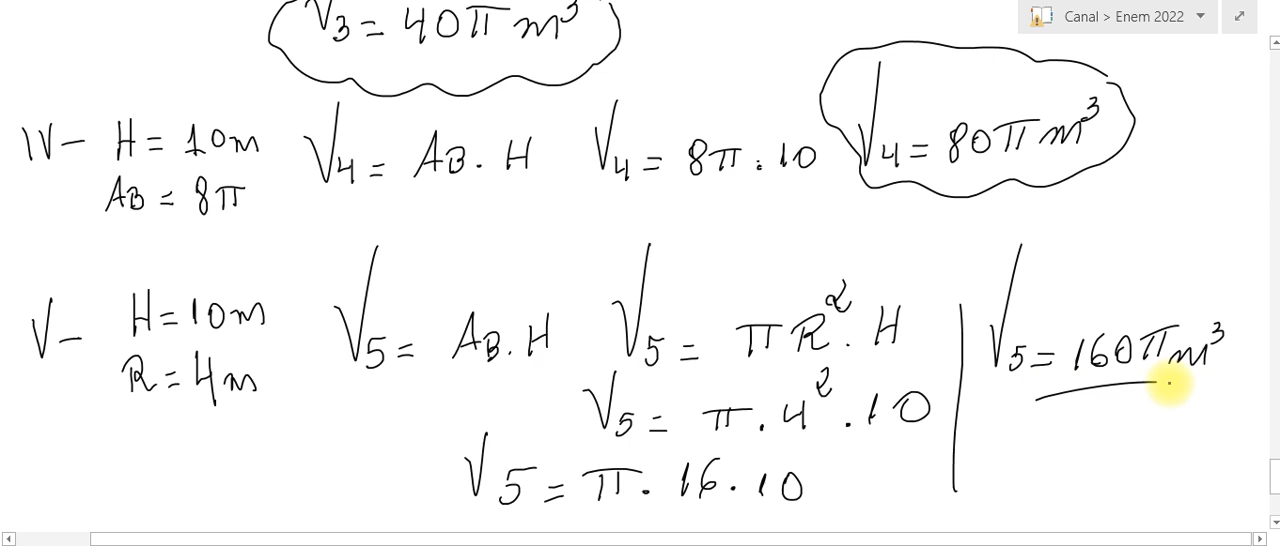 V₃ = 40π m³
Canal > Enem 2022
IV- H = 10m V₄ = AB . H V₄ = 8π . 10 V₄ = 80π m³
AB = 8π
V- H = 10m V₅ = AB . H V₅ = πR² . H V₅ = 160π m³
R = 4m
V₅ = π . 4² . 10
V₅ = π . 16 . 10